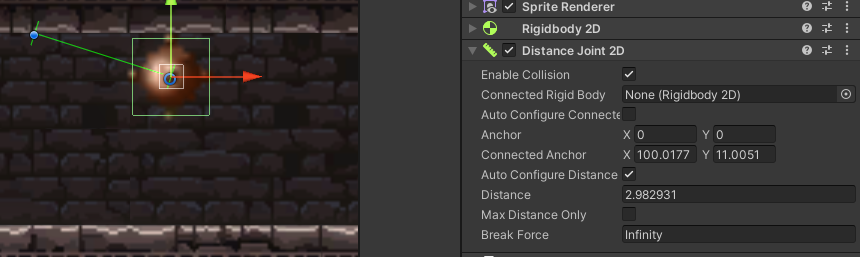 Sprite Renderer
Rigidbody 2D
Distance Joint 2D
Enable Collision
Connected Rigid Body None (Rigidbody 2D)
Auto Configure Connecte
Anchor X 0 Y 0
Connected Anchor X 100.0177 Y 11.0051
Auto Configure Distance
Distance 2.982931
Max Distance Only
Break Force Infinity